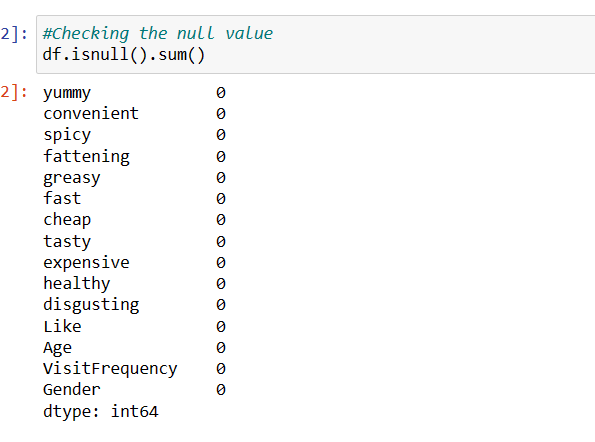 2]: #Checking the null value
df.isnull().sum()
2]: yummy 0
convenient 0
spicy 0
fattening 0
greasy 0
fast 0
cheap 0
tasty 0
expensive 0
healthy 0
disgusting 0
Like 0
Age 0
VisitFrequency 0
Gender 0
dtype: int64